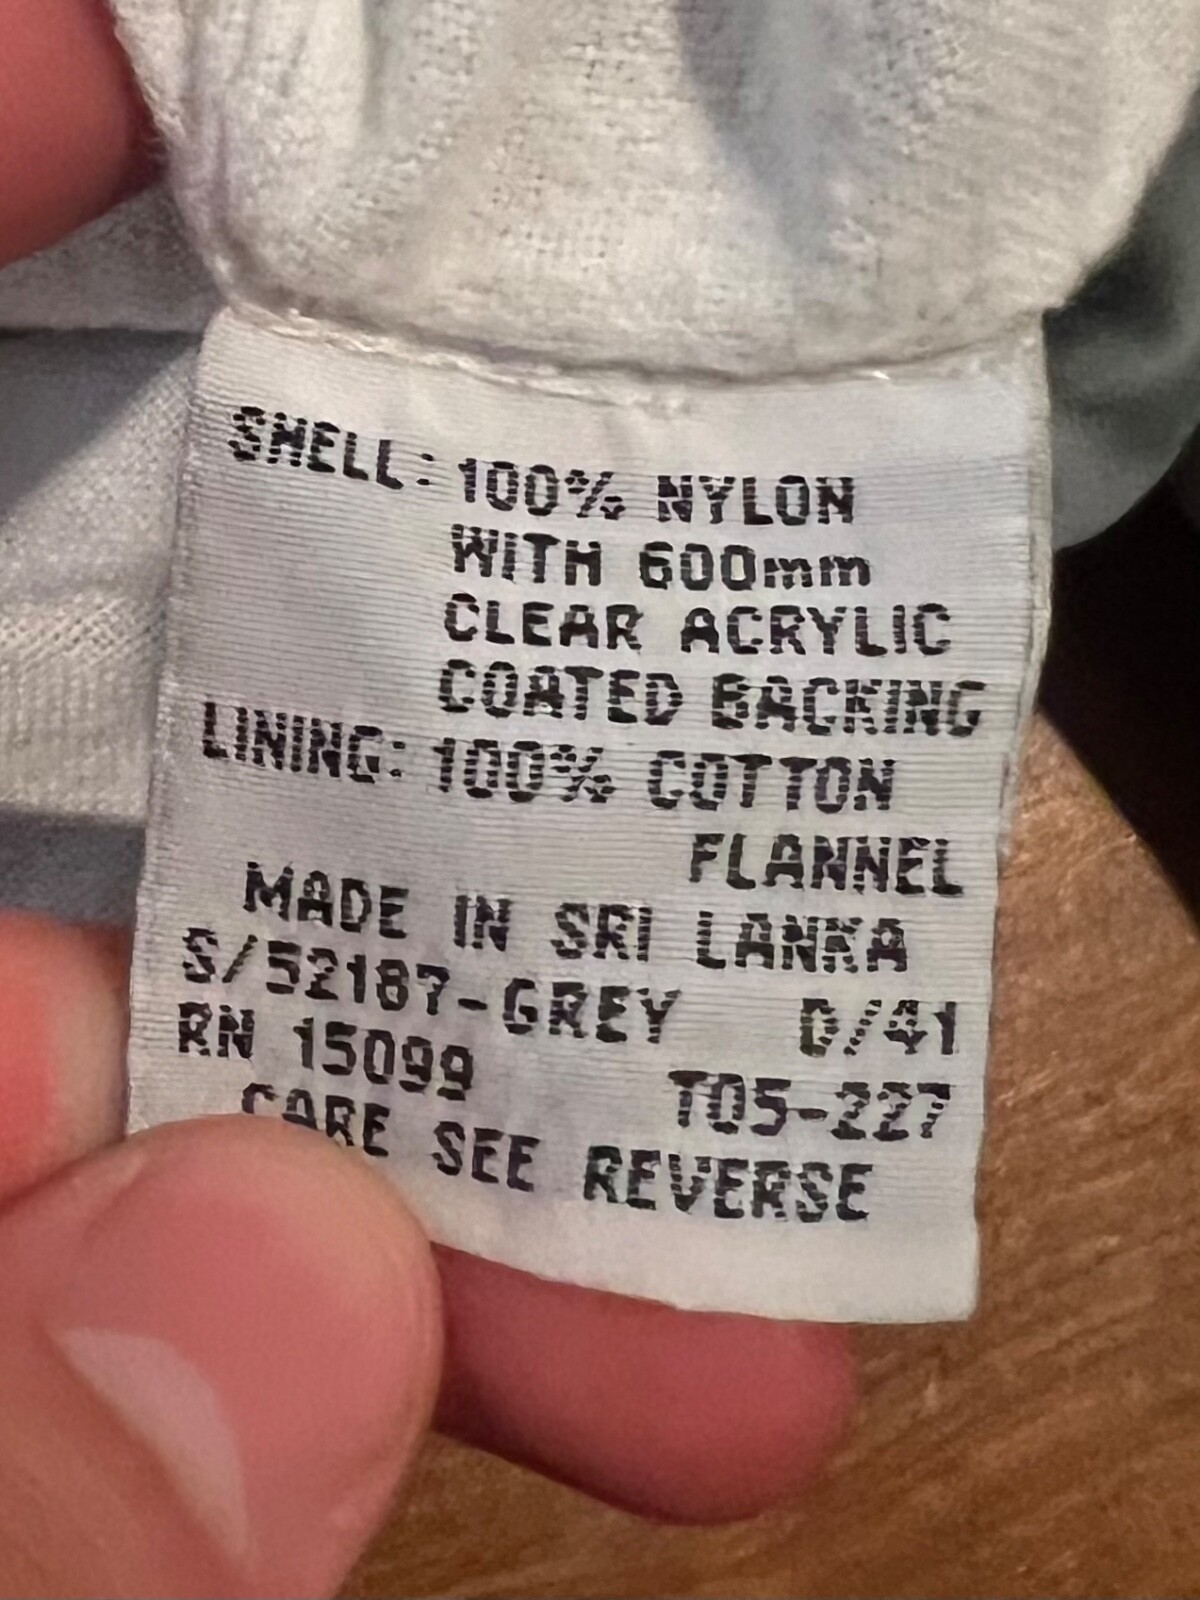 SHELL: 100% NYLON
WITH 600mm
CLEAR ACRYLIC
COATED BACKING
LINING: 100% COTTON
FLANNEL
MADE IN SRI LANKA
S/52187-GREY D/41
RN 15099
T05-227
CARE SEE REVERSE